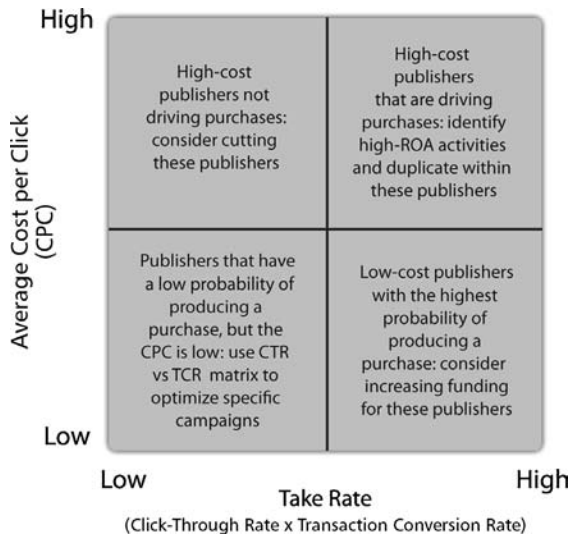 High
High-cost
publishers not
driving purchases:
consider cutting
these publishers
High-cost
publishers
that are driving
purchases: identify
high-ROA activities
and duplicate within
these publishers
Average Cost per Click
(CPC)
Publishers that have
a low probability of
producing a
purchase, but the
CPC is low: use CTR
vs TCR matrix to
optimize specific
campaigns
Low-cost publishers
with the highest
probability of
producing a
purchase: consider
increasing funding
for these publishers
Low
Low
High
Take Rate
(Click-Through Rate x Transaction Conversion Rate)